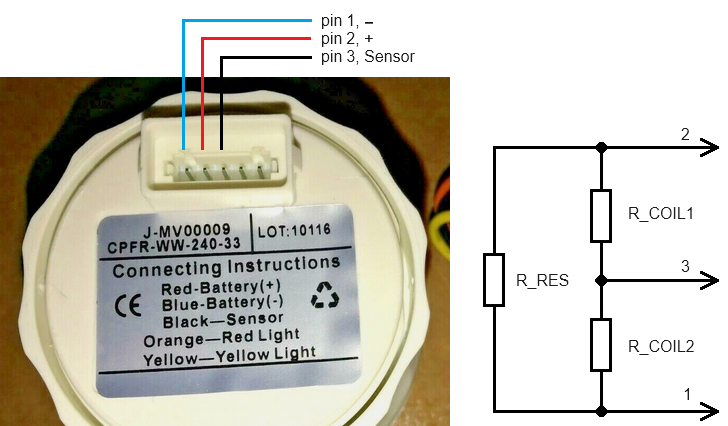 pin 1, –
pin 2, +
pin 3, Sensor
J-MV00009
CPFR-WW-240-33
LOT:10116
Connecting Instructions
Red-Battery(+)
Blue-Battery(-)
Black—Sensor
Orange—Red Light
Yellow—Yellow Light
CE
2
R_COIL1
R_RES
3
R_COIL2
1